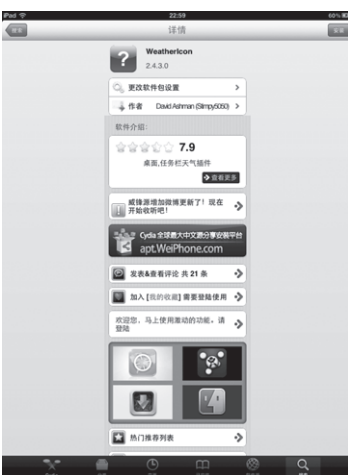 iPad
22:59
60%
详情
WeatherIcon
2.4.3.0
更改软件包设置
作者 David Ashman (Slimpy5050)
软件介绍:
7.9
桌面,任务栏天气插件
查看更多
威锋源增加微博更新了！现在
开始收听吧！
Cydia 全球最大中文源分享安装平台
apt.WeiPhone.com
发表&查看评论 共 21 条
加入 [我的收藏] 需要登陆使用
欢迎您，马上使用激动的功能，请
登陆
热门推荐列表